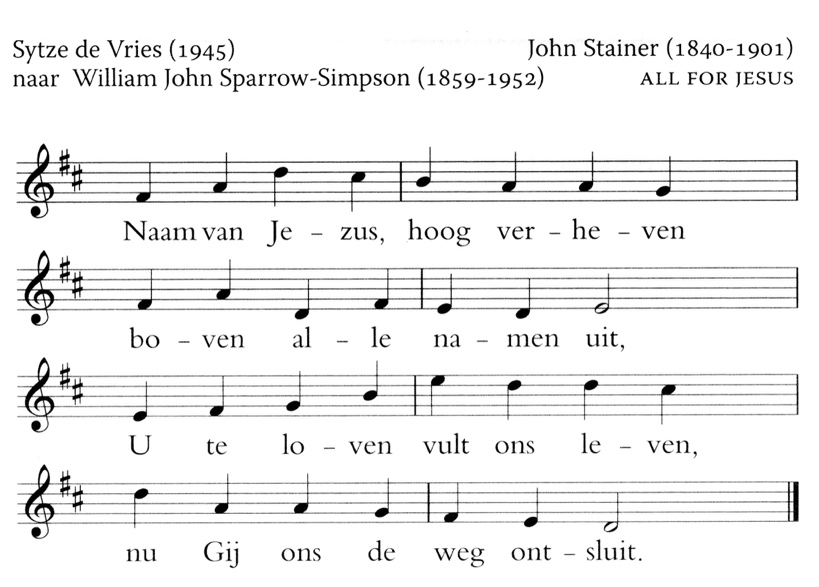 Sytze de Vries (1945) John Stainer (1840-1901)
naar William John Sparrow-Simpson (1859-1952) ALL FOR JESUS
Naam van Je – zus, hoog ver – he – ven
bo – ven al – le na – men uit,
U te lo – ven vult ons le – ven,
nu Gij ons de weg ont – sluit.